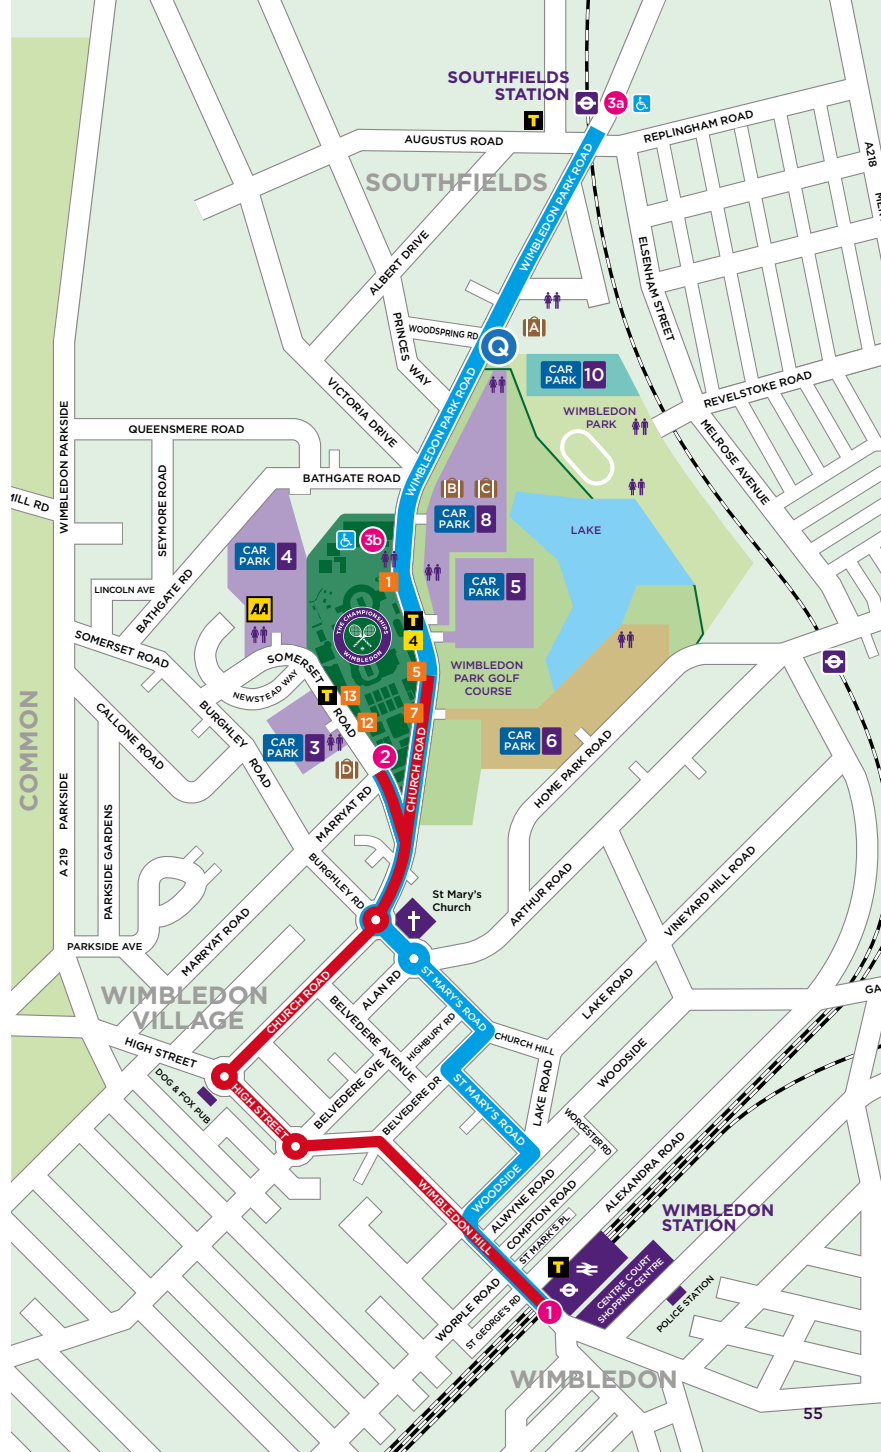 SOUTHFIELDS
STATION
3a
T
AUGUSTUS ROAD
REPLINGHAM ROAD
A218
SOUTHFIELDS
WIMBLEDON PARK ROAD
ALBERT DRIVE
ELSENHAM STREET
PRINCES WAY
WOODSPRING RD
A
Q
CAR
PARK
10
REVELSTOKE ROAD
VICTORIA DRIVE
WIMBLEDON PARK ROAD
WIMBLEDON
PARK
MELROSE AVENUE
WIMBLEDON PARKSIDE
QUEENSMERE ROAD
SEYMORE ROAD
BATHGATE ROAD
B
C
CAR
PARK
8
LAKE
3b
CAR
PARK
4
1
CAR
PARK
5
LINCOLN AVE
BATHGATE RD
AA
THE CHAMPIONSHIPS
WIMBLEDON
T
4
SOMERSET ROAD
SOMERSET ROAD
NEWSTEAD WAY
5
WIMBLEDON
PARK GOLF
COURSE
T
13
12
7
COMMON
CALLONE ROAD
BURGHLEY ROAD
CAR
PARK
3
CAR
PARK
6
D
2
CHURCH ROAD
HOME PARK ROAD
A 219 PARKSIDE
PARKSIDE GARDENS
MARRYAT RD
BURGHLEY RD
St Mary's
Church
ARTHUR ROAD
VINEYARD HILL ROAD
MARRYAT ROAD
PARKSIDE AVE
WIMBLEDON
VILLAGE
CHURCH ROAD
ALAN RD
ST MARY'S ROAD
LAKE ROAD
HIGH STREET
BELVEDERE AVENUE
HIGHBURY RD
CHURCH HILL
WOODSIDE
DOG & FOX PUB
HIGH STREET
BELVEDERE GVE
BELVEDERE DR
ST MARY'S ROAD
LAKE ROAD
WORCESTER RD
WIMBLEDON HILL
WOODSIDE
ALWYNE ROAD
COMPTON ROAD
ST MARK'S PL
ALEXANDRA ROAD
WIMBLEDON
STATION
T
CENTRE COURT
SHOPPING CENTRE
POLICE STATION
WORPLE ROAD
ST GEORGE'S RD
1
WIMBLEDON
55